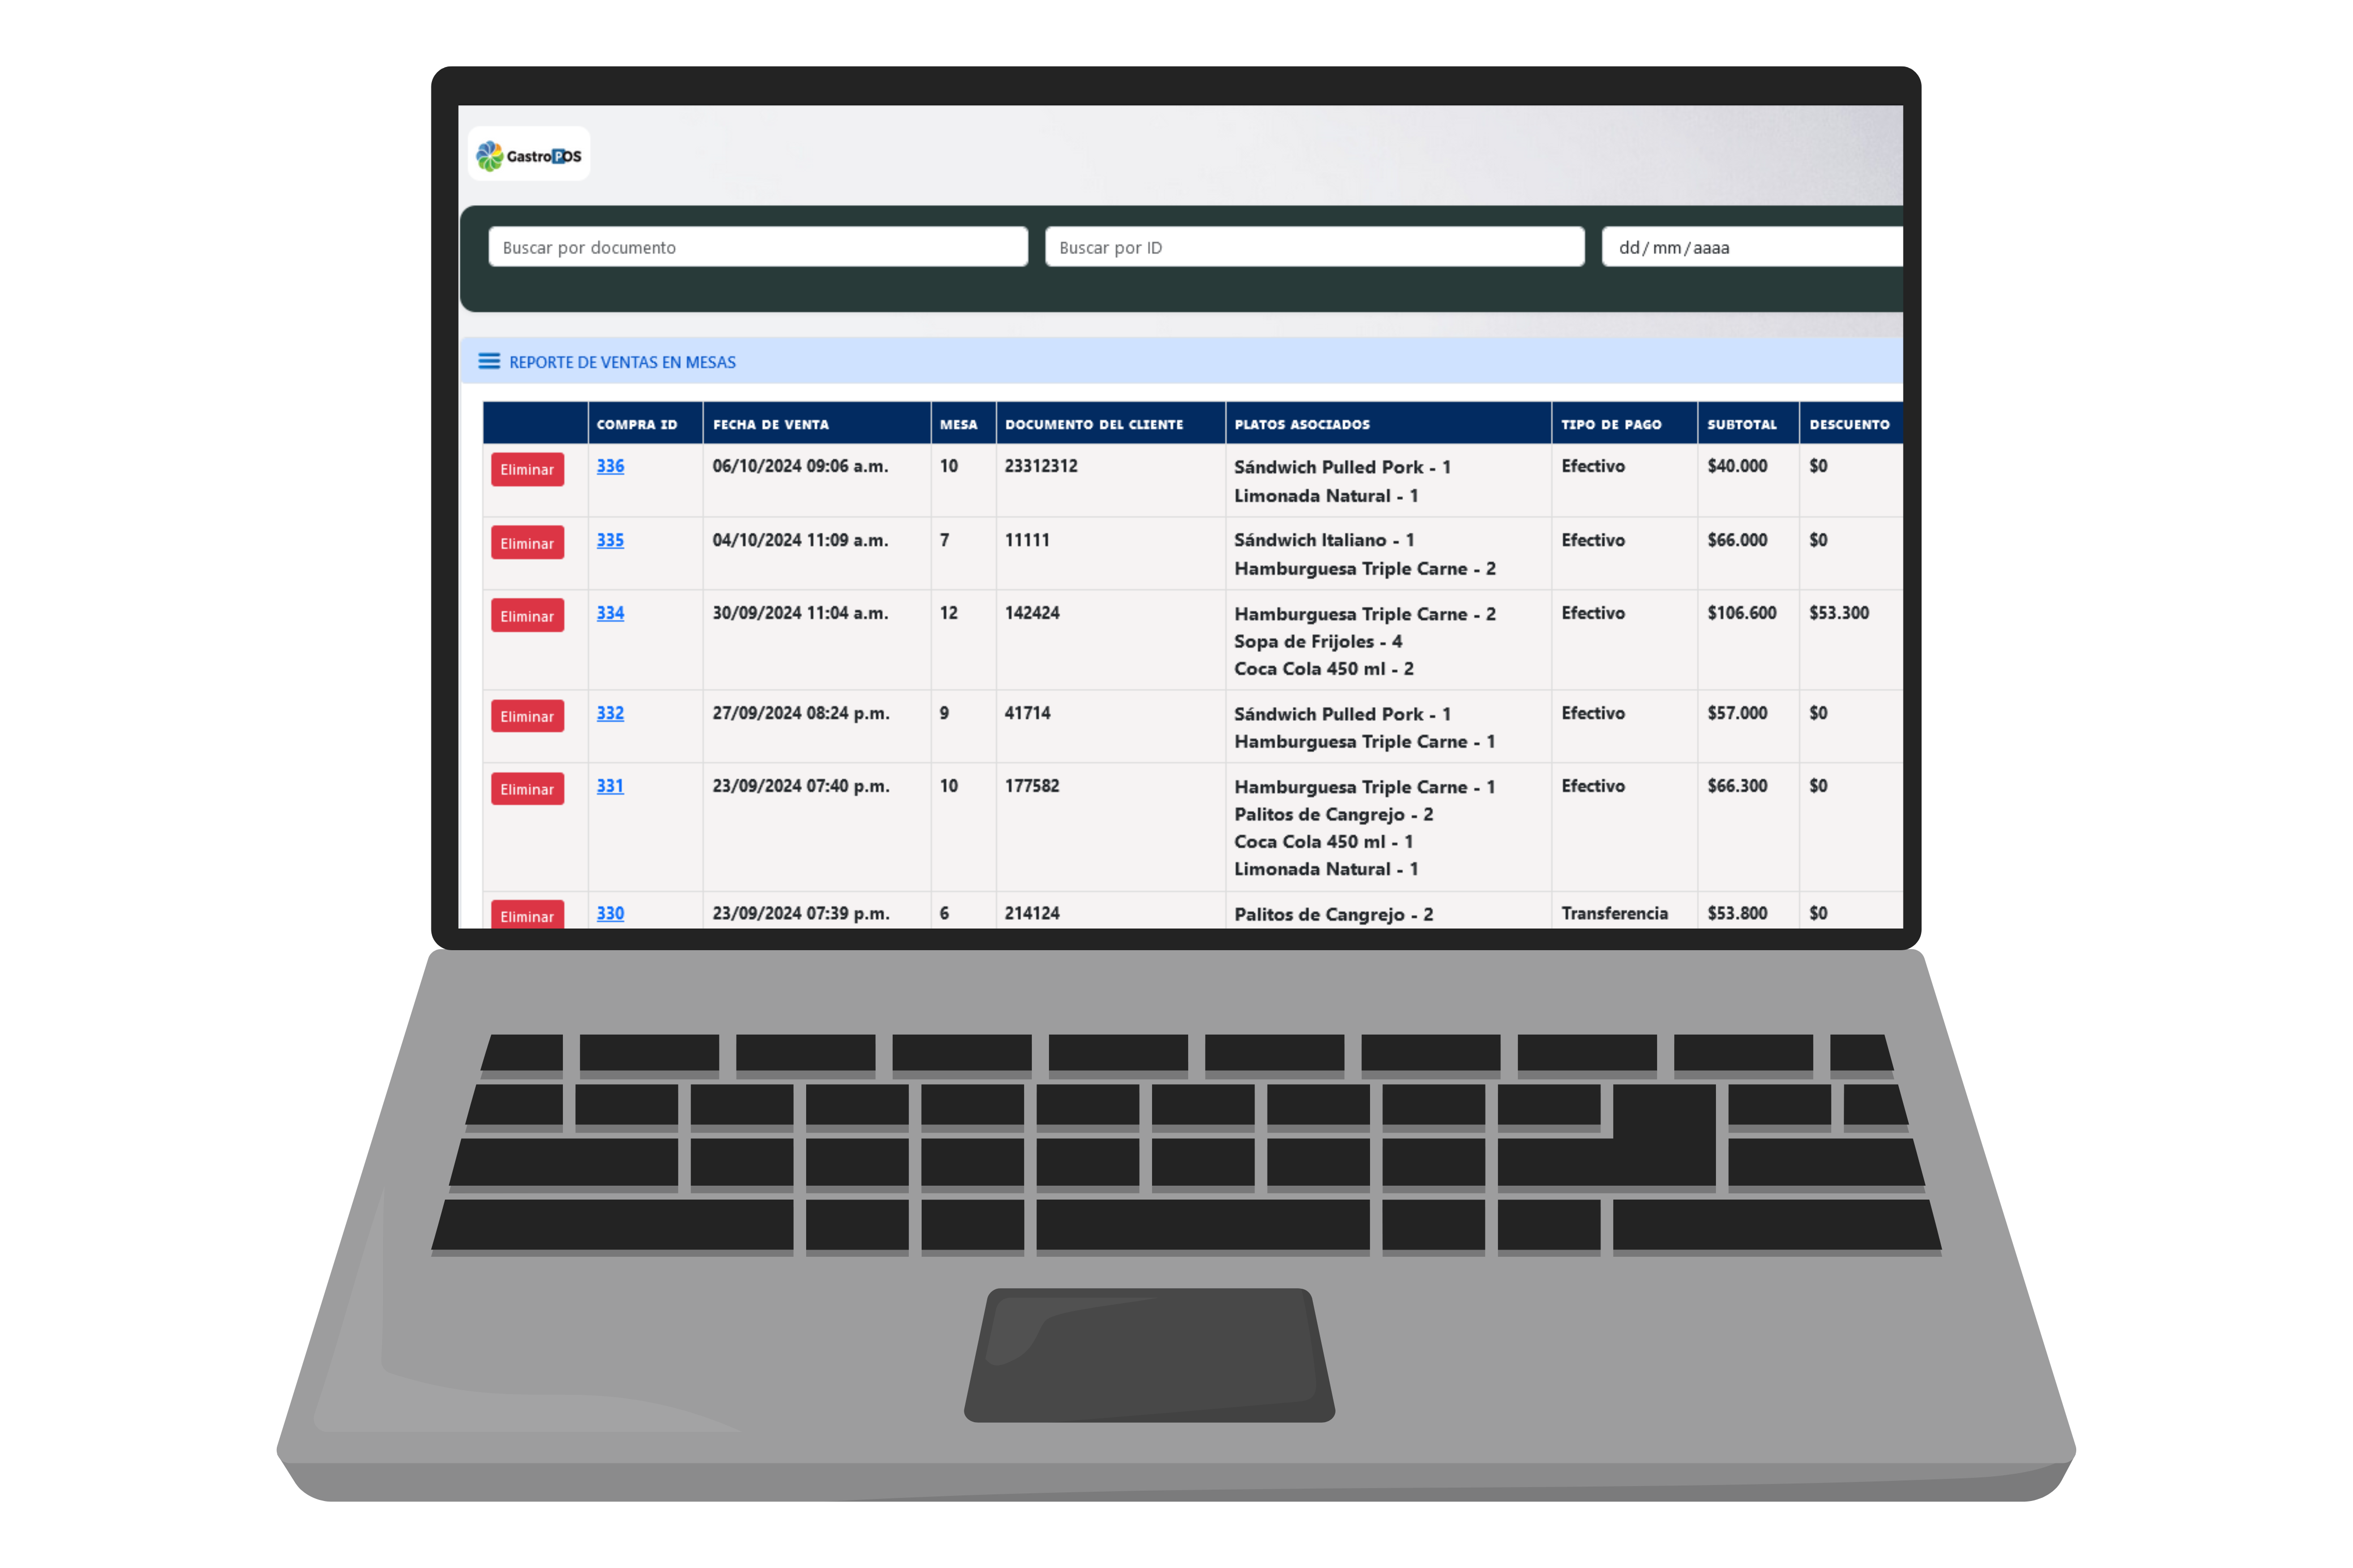 GastroPOS
Buscar por documento
Buscar por ID
dd/mm/aaaa
REPORTE DE VENTAS EN MESAS
COMPRA ID FECHA DE VENTA MESA DOCUMENTO DEL CLIENTE PLATOS ASOCIADOS TIPO DE PAGO SUBTOTAL DESCUENTO
Eliminar 336 06/10/2024 09:06 a.m. 10 23312312 Sándwich Pulled Pork - 1 Efectivo $40.000 $0
Limonada Natural - 1
Eliminar 335 04/10/2024 11:09 a.m. 7 11111 Sándwich Italiano - 1 Efectivo $66.000 $0
Hamburguesa Triple Carne - 2
Eliminar 334 30/09/2024 11:04 a.m. 12 142424 Hamburguesa Triple Carne - 2 Efectivo $106.600 $53.300
Sopa de Frijoles - 4
Coca Cola 450 ml - 2
Eliminar 332 27/09/2024 08:24 p.m. 9 41714 Sándwich Pulled Pork - 1 Efectivo $57.000 $0
Hamburguesa Triple Carne - 1
Eliminar 331 23/09/2024 07:40 p.m. 10 177582 Hamburguesa Triple Carne - 1 Efectivo $66.300 $0
Palitos de Cangrejo - 2
Coca Cola 450 ml - 1
Limonada Natural - 1
Eliminar 330 23/09/2024 07:39 p.m. 6 214124 Palitos de Cangrejo - 2 Transferencia $53.800 $0